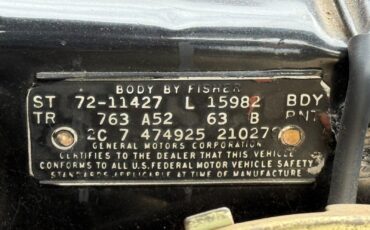 BODY BY FISHER
ST 72-11427 L 15982 BDY
TR 763 A52 63 B PNT
2C 7 474925
GENERAL MOTORS CORPORATION
CERTIFIES TO THE DEALER THAT THIS VEHICLE
CONFORMS TO ALL U.S. FEDERAL MOTOR VEHICLE SAFETY
STANDARDS APPLICABLE AT TIME OF MANUFACTURE